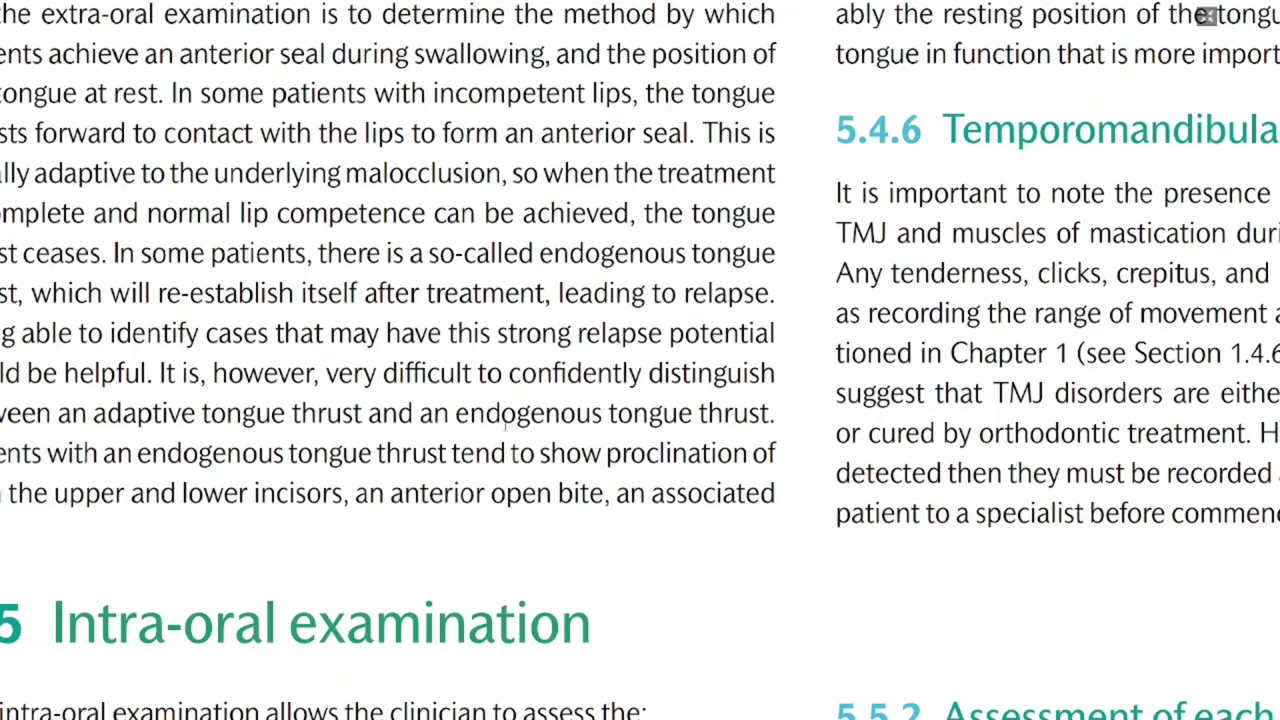 the extra-oral examination is to determine the method by which
ents achieve an anterior seal during swallowing, and the position of
tongue at rest. In some patients with incompetent lips, the tongue
sts forward to contact with the lips to form an anterior seal. This is
ally adaptive to the underlying malocclusion, so when the treatment
omplete and normal lip competence can be achieved, the tongue
st ceases. In some patients, there is a so-called endogenous tongue
st, which will re-establish itself after treatment, leading to relapse.
g able to identify cases that may have this strong relapse potential
ld be helpful. It is, however, very difficult to confidently distinguish
ween an adaptive tongue thrust and an endogenous tongue thrust.
ents with an endogenous tongue thrust tend to show proclination of
the upper and lower incisors, an anterior open bite, an associated
5 Intra-oral examination
intra-oral examination allows the clinician to assess the:
ably the resting position of the tongu
tongue in function that is more import
5.4.6 Temporomandibula
It is important to note the presence
TMJ and muscles of mastication duri
Any tenderness, clicks, crepitus, and
as recording the range of movement a
tioned in Chapter 1 (see Section 1.4.6
suggest that TMJ disorders are eithe
or cured by orthodontic treatment. H
detected then they must be recorded
patient to a specialist before commenc
5.5.2 Assessment of each